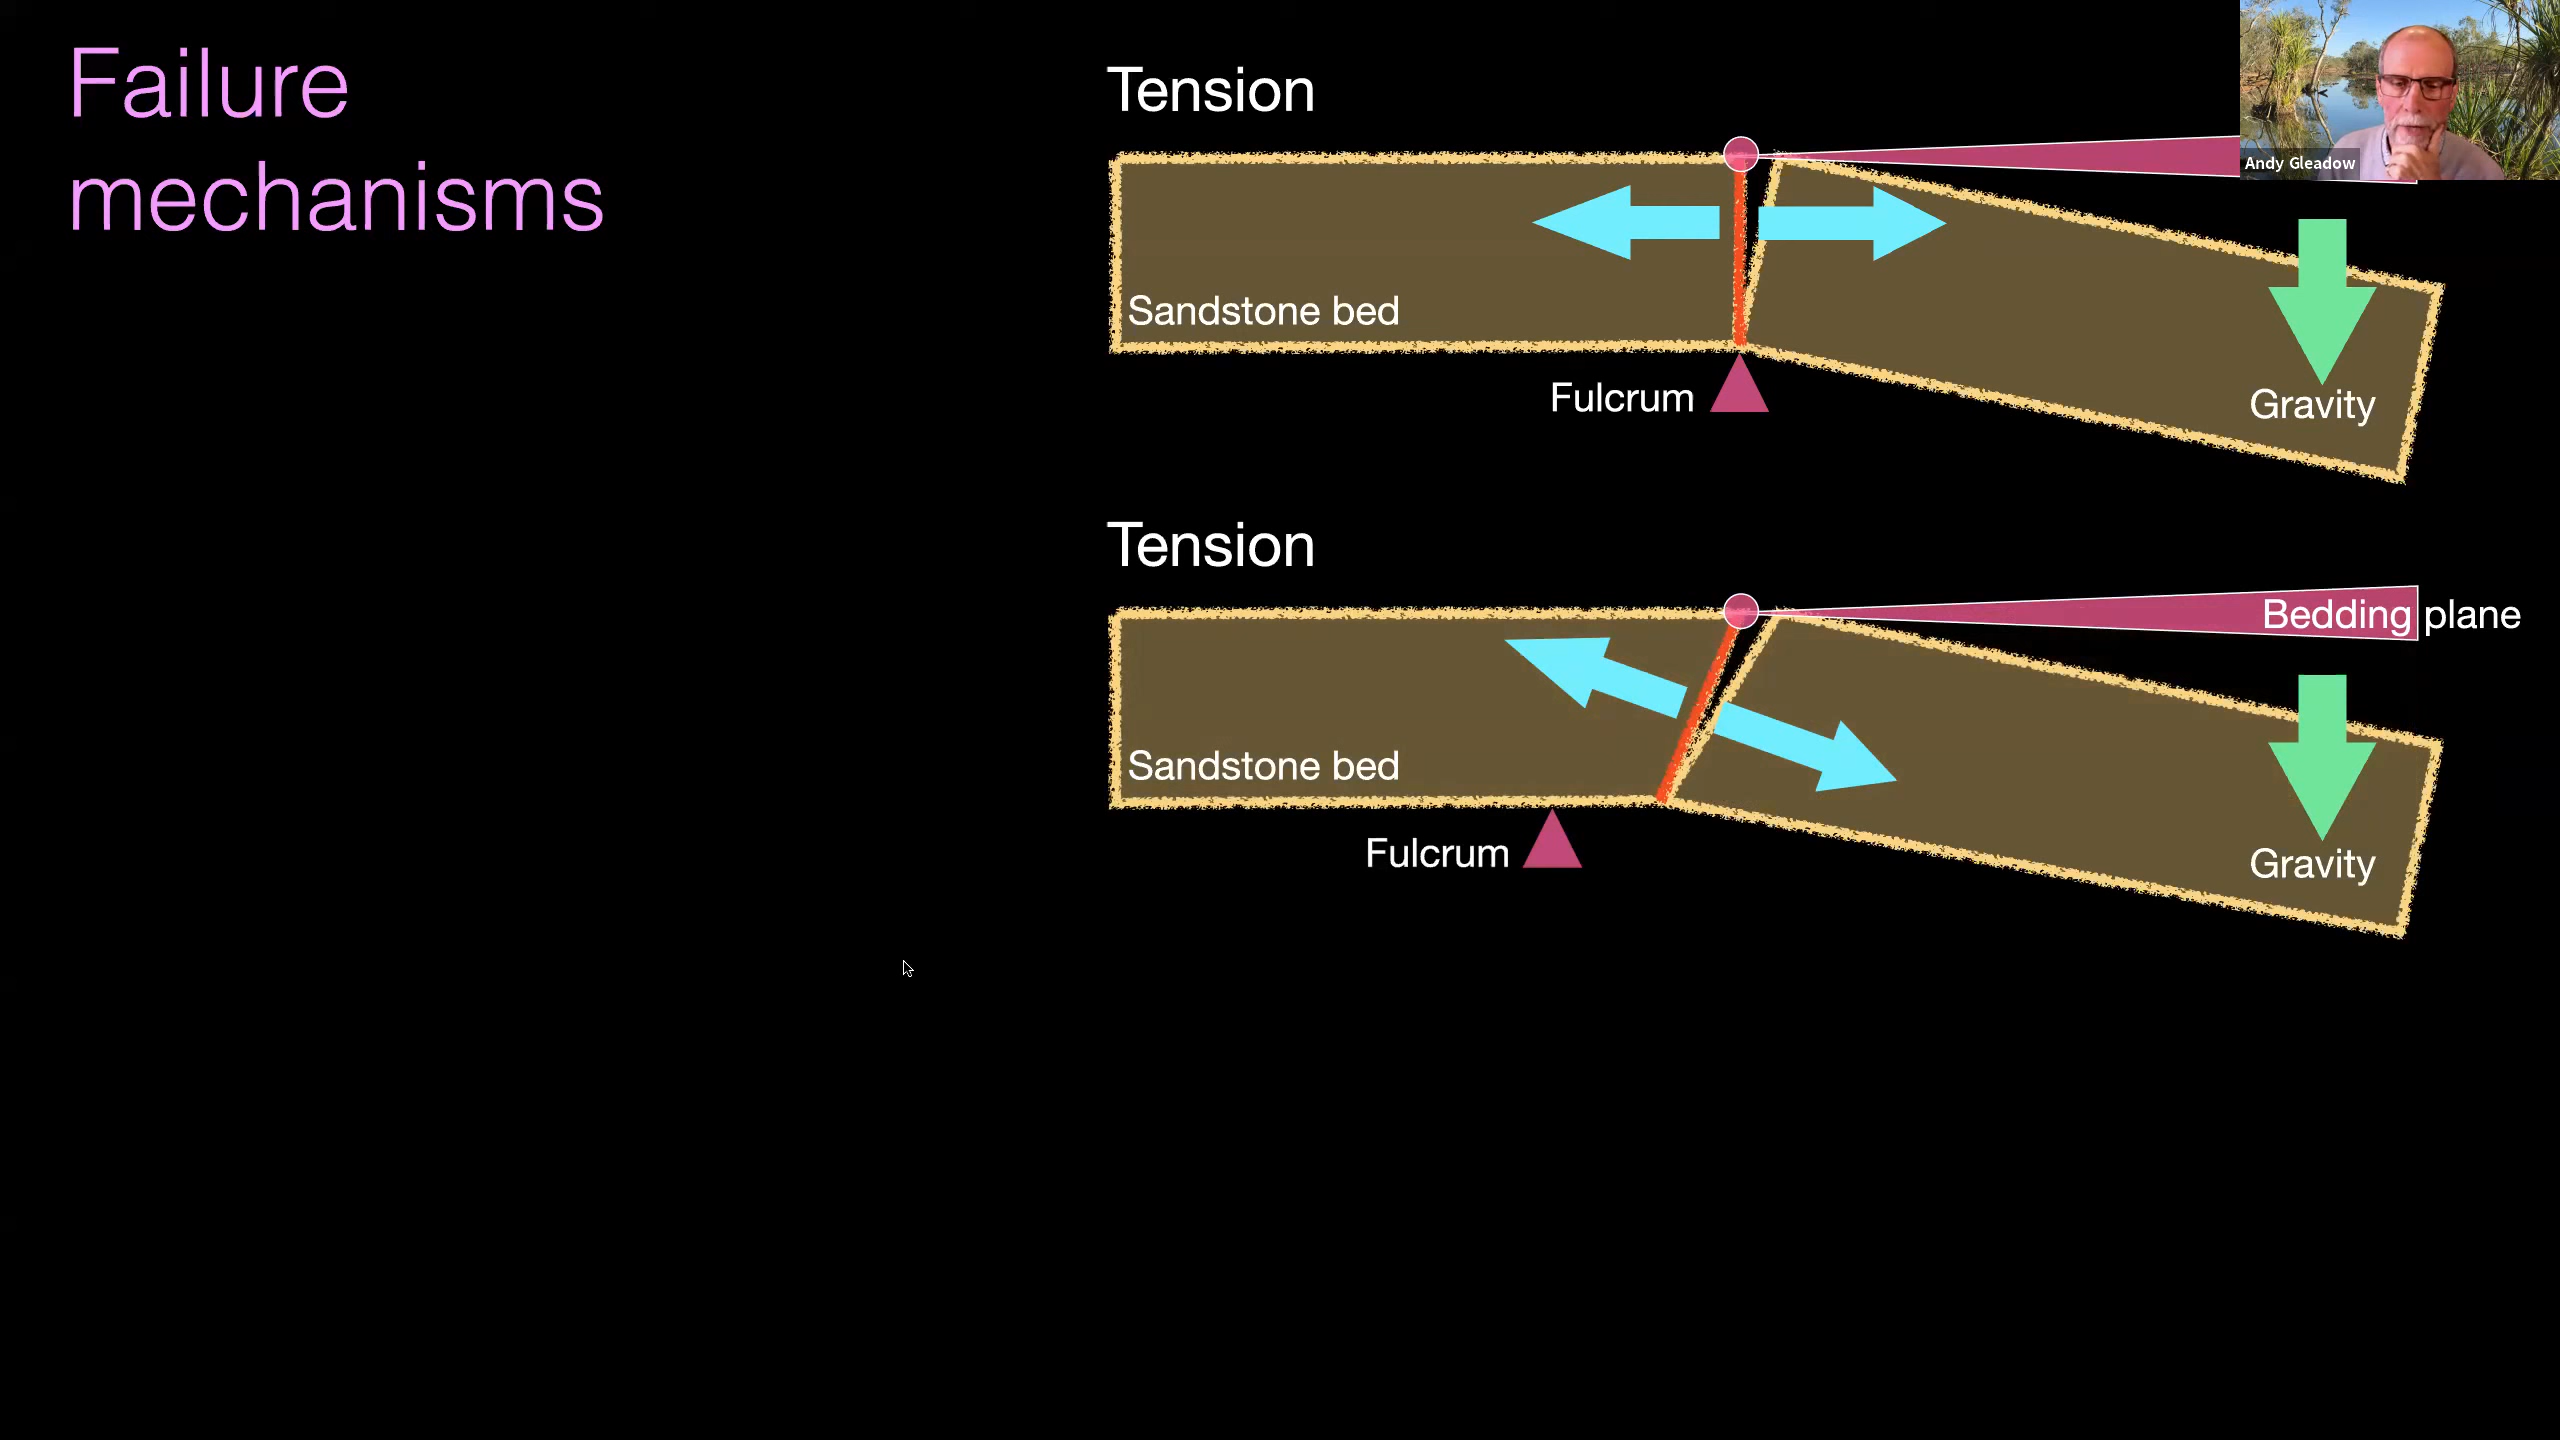 Failure
mechanisms
Tension
Andy Gleadow
Sandstone bed
Fulcrum
Gravity
Tension
Bedding plane
Sandstone bed
Fulcrum
Gravity